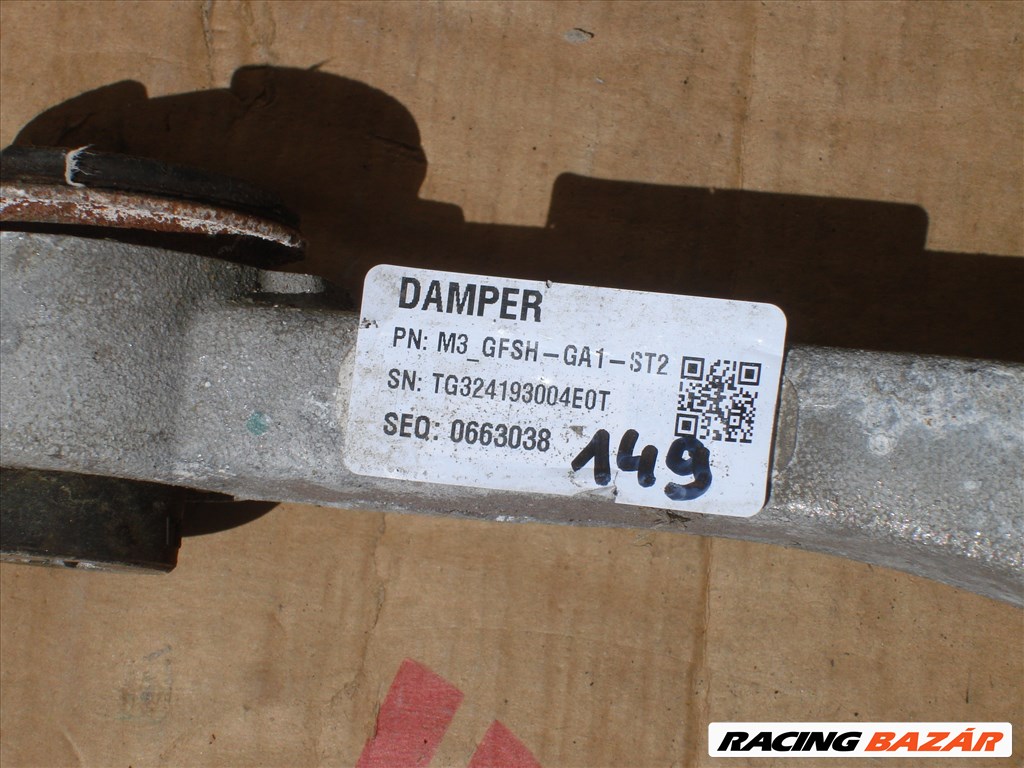 DAMPER
PN: M3_GFSH-GA1-ST2
SN: TG324193004E0T
SEQ: 0663038
149
RACING BAZÁR